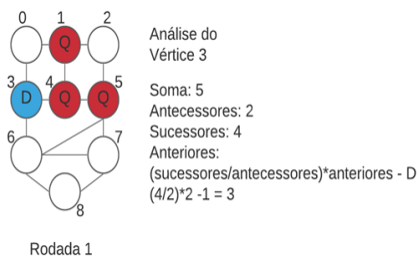 0 1 2
Q
3 4 5
D Q Q
6 7
8
Rodada 1
Análise do
Vértice 3
Soma: 5
Antecessores: 2
Sucessores: 4
Anteriores:
(sucessores/antecessores)*anteriores - D
(4/2)*2 -1 = 3